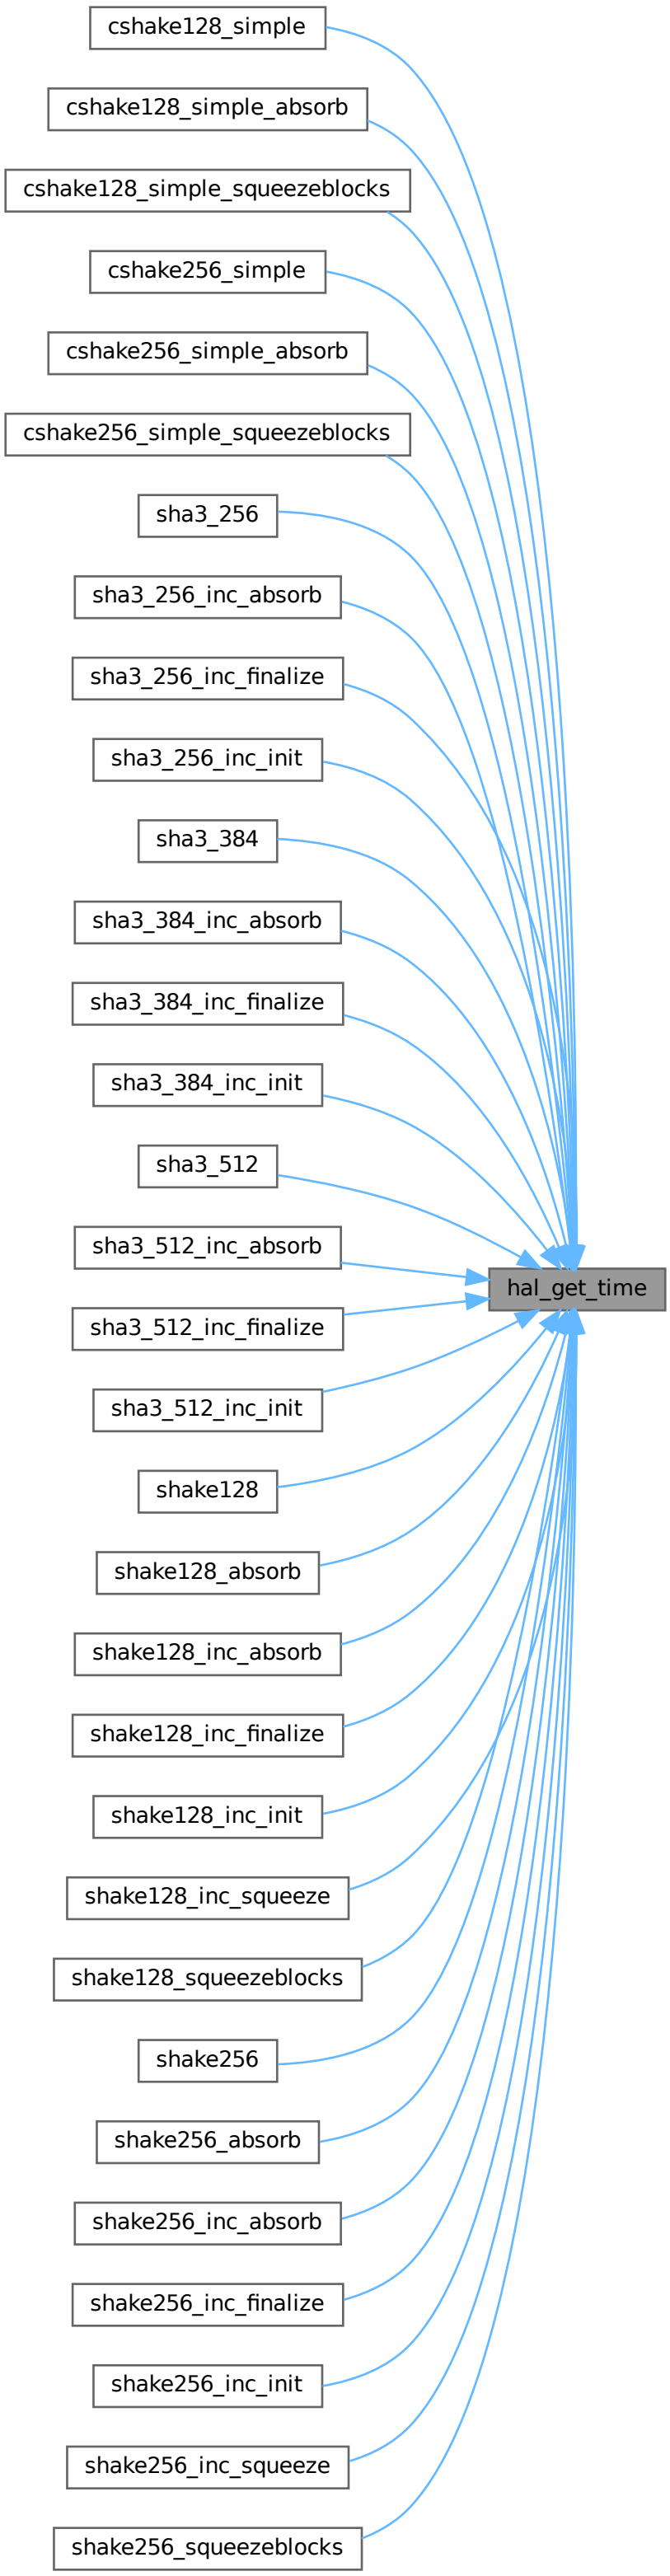 cshake128_simple
cshake128_simple_absorb
cshake128_simple_squeezeblocks
cshake256_simple
cshake256_simple_absorb
cshake256_simple_squeezeblocks
sha3_256
sha3_256_inc_absorb
sha3_256_inc_finalize
sha3_256_inc_init
sha3_384
sha3_384_inc_absorb
sha3_384_inc_finalize
sha3_384_inc_init
sha3_512
sha3_512_inc_absorb
hal_get_time
sha3_512_inc_finalize
sha3_512_inc_init
shake128
shake128_absorb
shake128_inc_absorb
shake128_inc_finalize
shake128_inc_init
shake128_inc_squeeze
shake128_squeezeblocks
shake256
shake256_absorb
shake256_inc_absorb
shake256_inc_finalize
shake256_inc_init
shake256_inc_squeeze
shake256_squeezeblocks